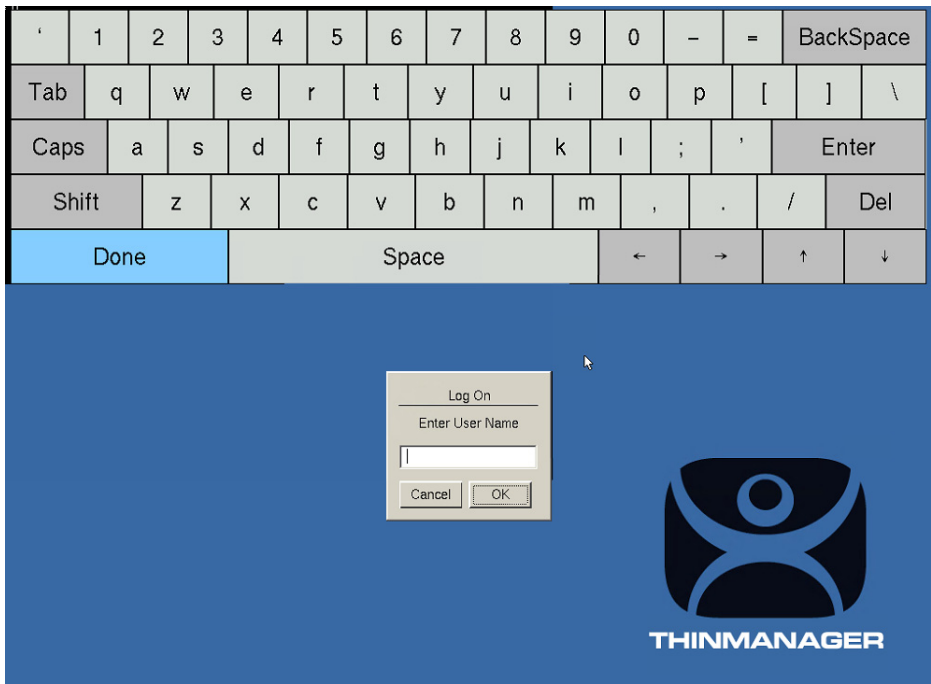 ‘ 1 2 3 4 5 6 7 8 9 0 – = BackSpace
Tab q w e r t y u i o p [ ] \
Caps a s d f g h j k l ; ' Enter
Shift z x c v b n m , . / Del
Done Space ← → ↑ ↓
Log On
Enter User Name
Cancel OK
THINMANAGER